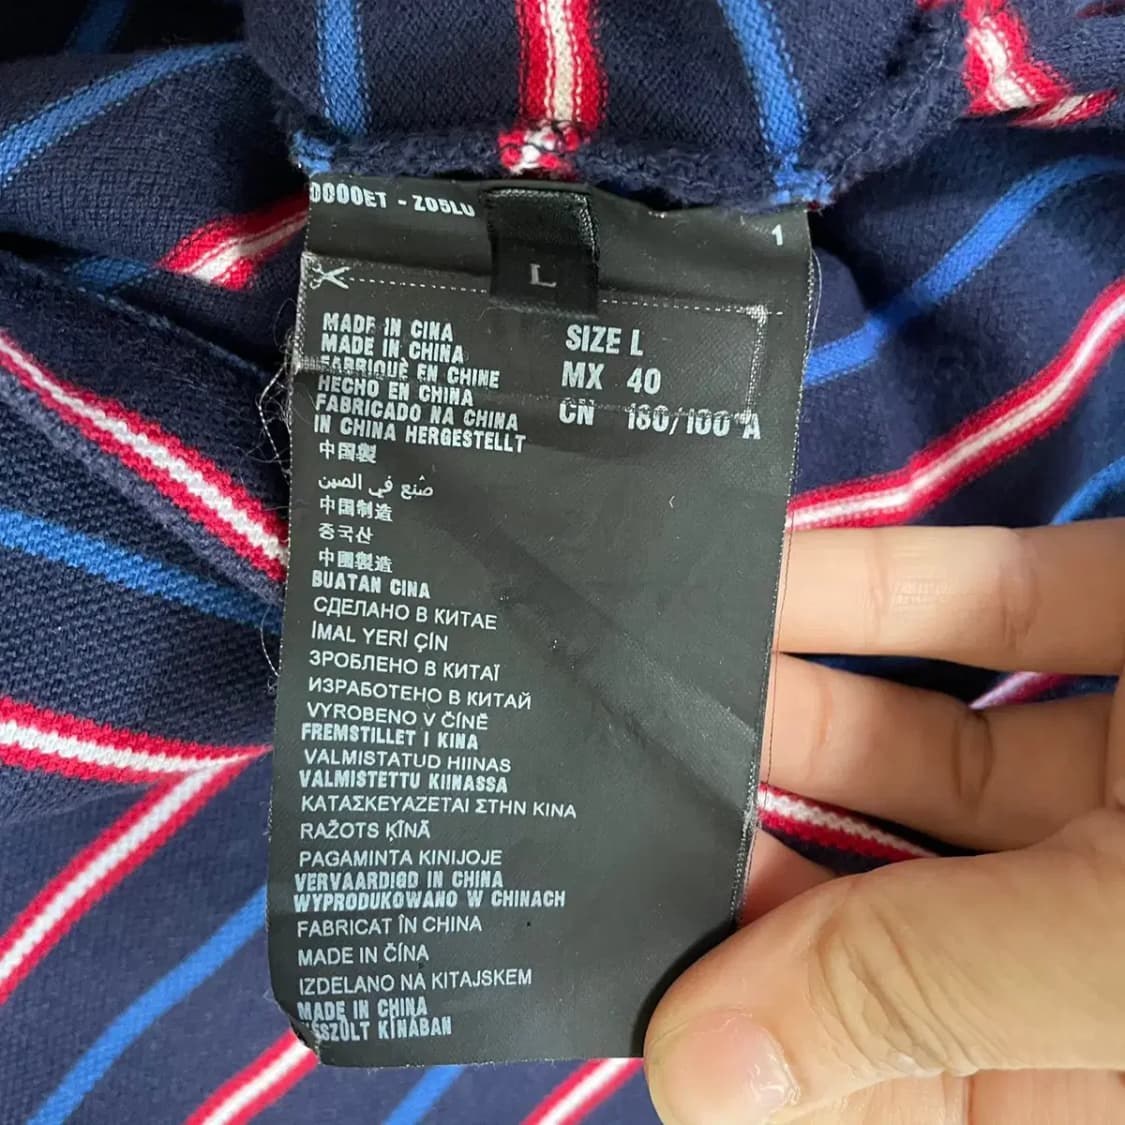 0800ET - Z05LU
1
L
MADE IN CINA
MADE IN CHINA
FABRIQUÈ EN CHINE
HECHO EN CHINA
FABRICADO NA CHINA
IN CHINA HERGESTELLT
中国製
صنع في الصين
中国制造
중국산
中國製造
BUATAN CINA
СДЕЛАНО В КИТАЕ
İMAL YERİ ÇİN
ЗРОБЛЕНО В КИТАЇ
ИЗРАБОТЕНО В КИТАЙ
VYROBENO V ČÍNĚ
FREMSTILLET I KINA
VALMISTATUD HIINAS
VALMISTETTU KIINASSA
ΚΑΤΑΣΚΕΥΑΖΕΤΑΙ ΣΤΗΝ ΚΙΝΑ
RAŽOTS ĶĪNĀ
PAGAMINTA KINIJOJE
VERVAARDIGD IN CHINA
WYPRODUKOWANO W CHINACH
FABRICAT ÎN CHINA
MADE IN ČÍNA
IZDELANO NA KITAJSKEM
MADE IN CHINA
KÉSZÜLT KÍNÁBAN
SIZE L
MX 40
CN 180/100 A